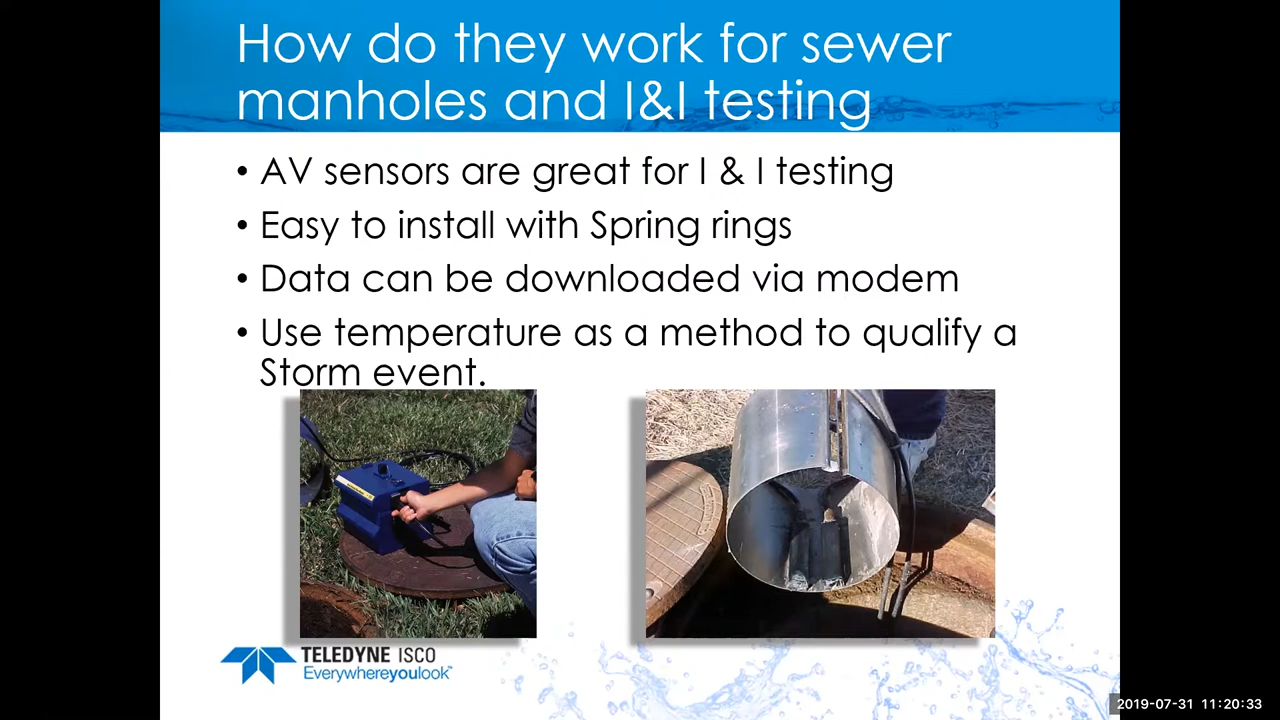 How do they work for sewer
manholes and I&I testing
• AV sensors are great for I & I testing
• Easy to install with Spring rings
• Data can be downloaded via modem
• Use temperature as a method to qualify a
Storm event.
TELEDYNE ISCO
Everywhereyoulook™
2019-07-31 11:20:33